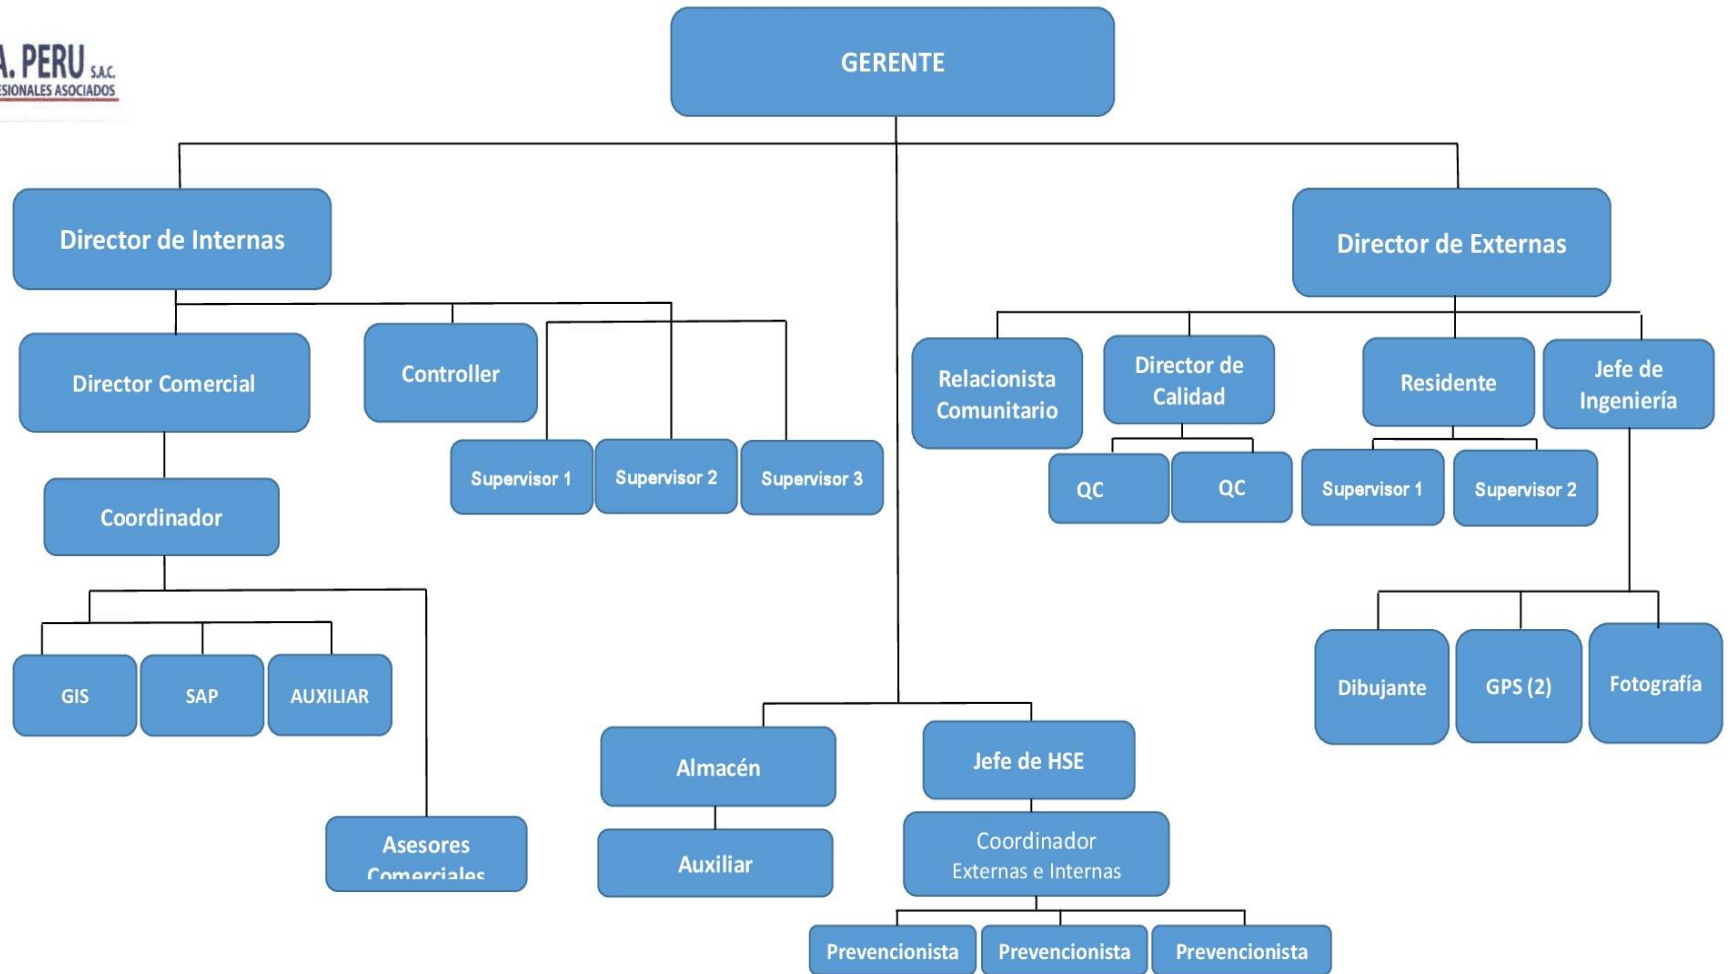 GERENTE
A. PERU S.A.C.
ESIONALES ASOCIADOS
Director de Internas
Director de Externas
Director Comercial
Controller
Relacionista
Comunitario
Director de
Calidad
Residente
Jefe de
Ingeniería
Supervisor 1
Supervisor 2
Supervisor 3
QC
QC
Supervisor 1
Supervisor 2
Coordinador
GIS
SAP
AUXILIAR
Dibujante
GPS (2)
Fotografía
Almacén
Jefe de HSE
Asesores
Comerciales
Auxiliar
Coordinador
Externas e Internas
Prevencionista
Prevencionista
Prevencionista